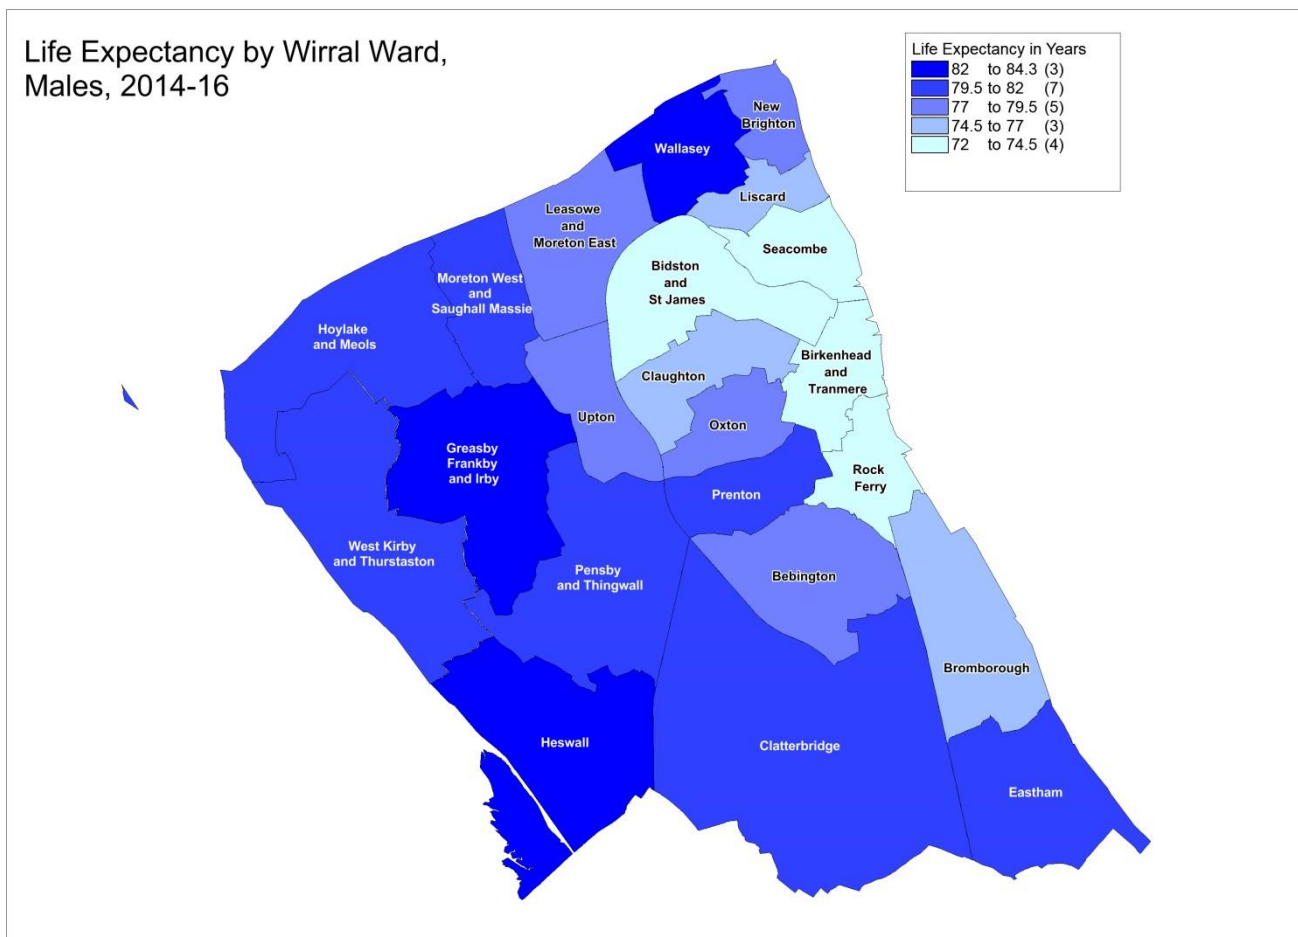 Life Expectancy by Wirral Ward,
Males, 2014-16
Life Expectancy in Years
82 to 84.3 (3)
79.5 to 82 (7)
77 to 79.5 (5)
74.5 to 77 (3)
72 to 74.5 (4)
New
Brighton
Wallasey
Liscard
Leasowe
and
Moreton East
Seacombe
Bidston
and
St James
Moreton West
and
Saughall Massie
Hoylake
and Meols
Birkenhead
and
Tranmere
Claughton
Upton
Oxton
Greasby
Frankby
and Irby
Rock
Ferry
Prenton
West Kirby
and Thurstaston
Pensby
and Thingwall
Bebington
Bromborough
Heswall
Clatterbridge
Eastham